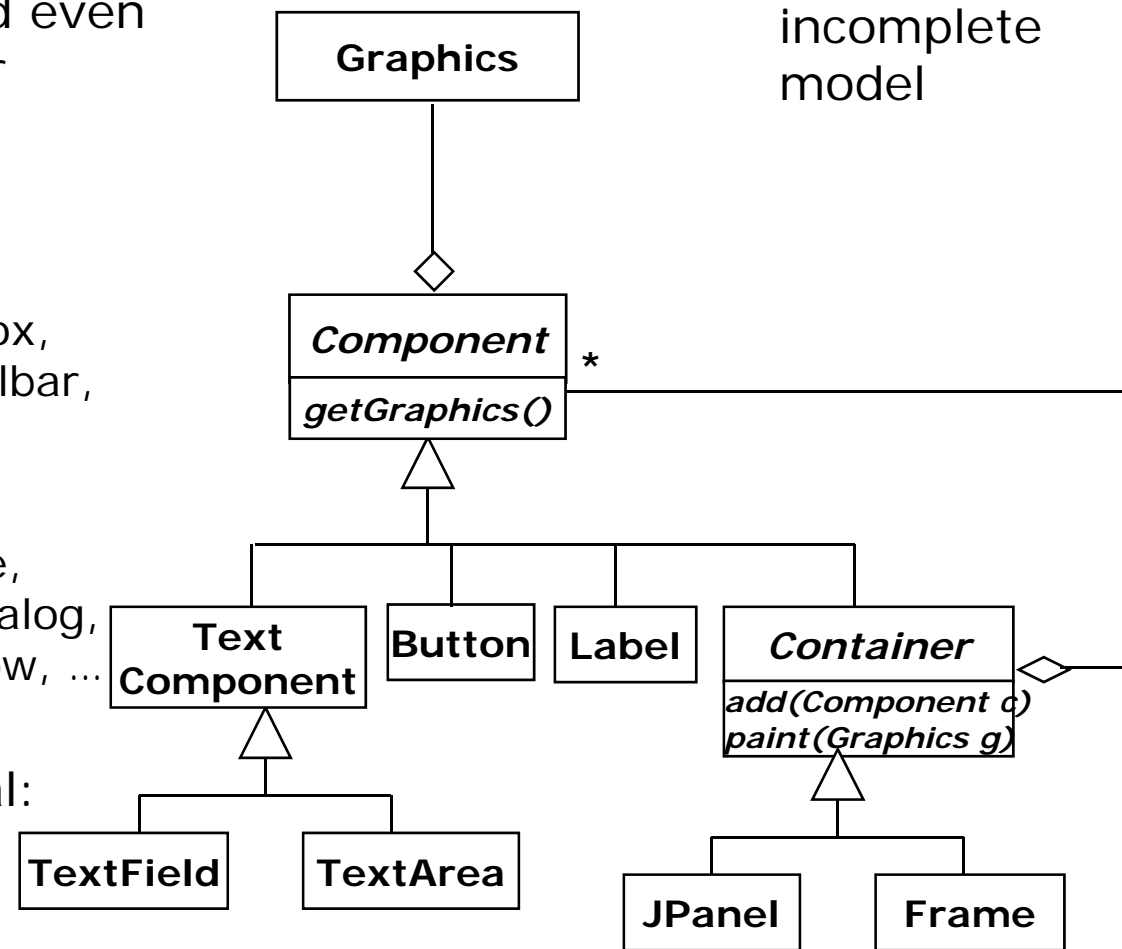 d even
incomplete
model
Graphics
Component
*
getGraphics()
ox,
lbar,
e,
alog,
w, ...
Text
Component
Button
Label
Container
add(Component c)
paint(Graphics g)
al:
TextField
TextArea
JPanel
Frame